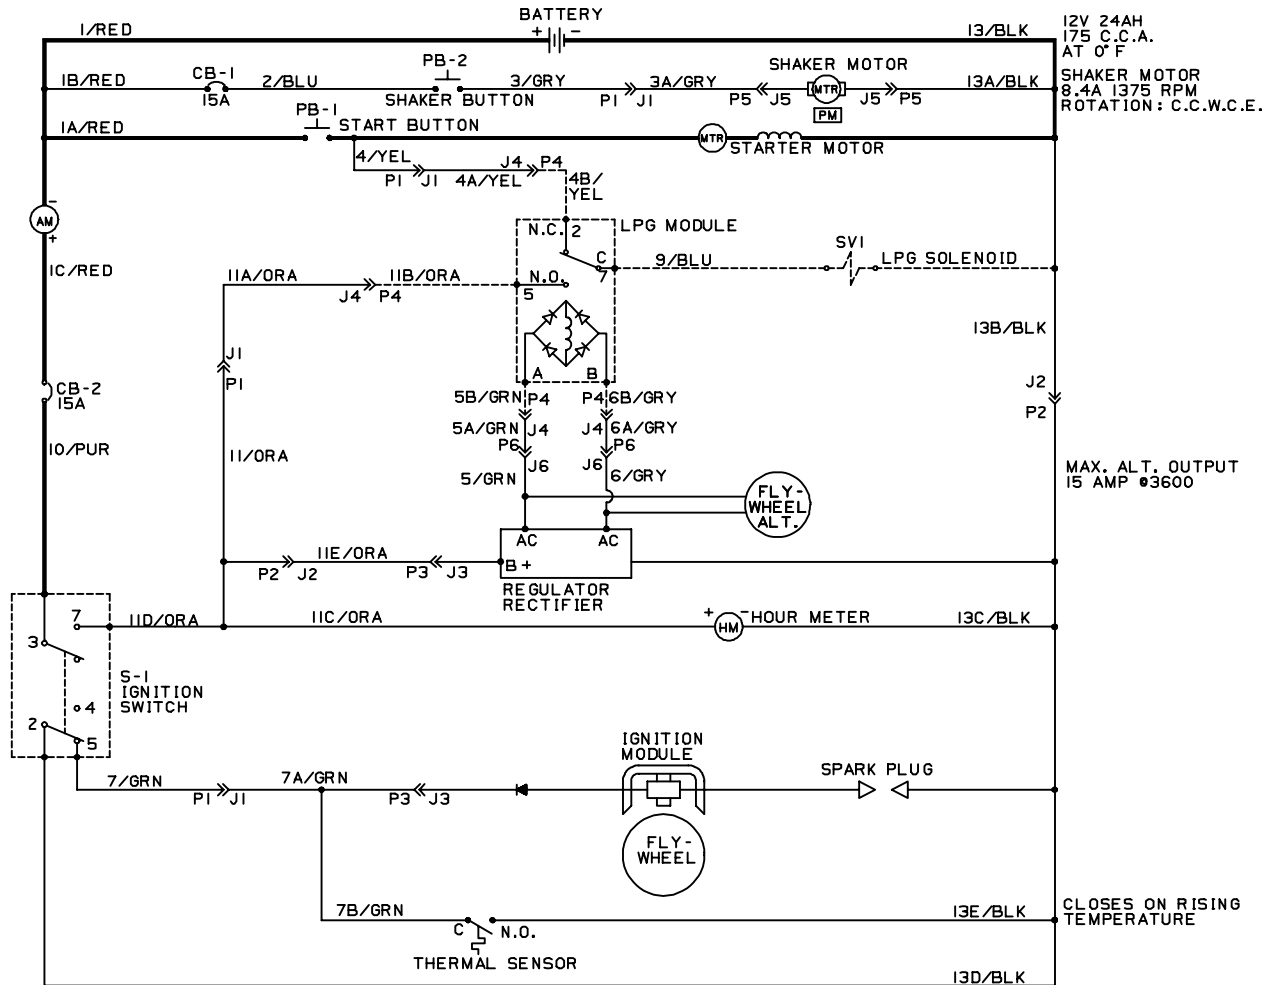 BATTERY
+ -
1/RED
13/BLK
12V 24AH
175 C.C.A.
AT 0°F
PB-2
SHAKER MOTOR
CB-1
1B/RED
2/BLU
3/GRY
3A/GRY
MTR
13A/BLK
SHAKER MOTOR
8.4A 1375 RPM
ROTATION: C.C.W.C.E.
15A
SHAKER BUTTON
P1 J1
P5 J5
J5 P5
PM
PB-1
1A/RED
START BUTTON
MTR
STARTER MOTOR
4/YEL
J4 P4
P1 J1
4A/YEL
4B/
YEL
-
AM
+
N.C. 2
LPG MODULE
SV1
C
7
9/BLU
LPG SOLENOID
1C/RED
11A/ORA
11B/ORA
N.O.
5
J4 P4
13B/BLK
J1
P1
A B
J2
P2
CB-2
15A
5B/GRN P4
P4 6B/GRY
5A/GRN J4
J4 6A/GRY
P6
P6
J6
J6
10/PUR
11/ORA
5/GRN
6/GRY
MAX. ALT. OUTPUT
15 AMP @3600
FLY-
WHEEL
ALT.
AC AC
11E/ORA
B+
P2 J2
P3 J3
REGULATOR
RECTIFIER
7
11D/ORA
11C/ORA
+ -
HM
HOUR METER
13C/BLK
3
S-1
IGNITION
SWITCH
4
2
5
IGNITION
MODULE
7/GRN
7A/GRN
SPARK PLUG
P1 J1
P3 J3
FLY-
WHEEL
7B/GRN
13E/BLK
CLOSES ON RISING
TEMPERATURE
C N.O.
THERMAL SENSOR
13D/BLK